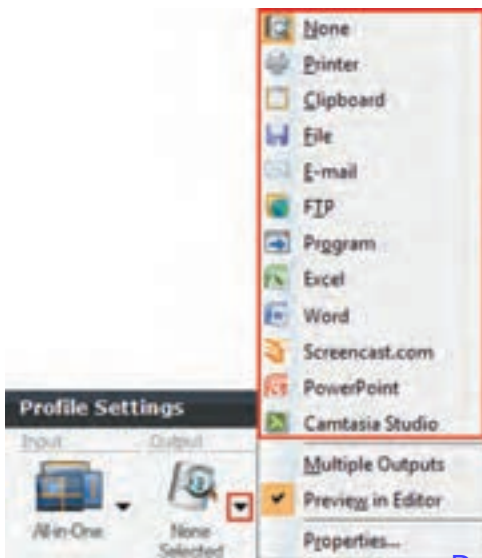 None
Printer
Clipboard
File
E-mail
FTP
Program
Excel
Word
Screencast.com
PowerPoint
Camtasia Studio
Multiple Outputs
Preview in Editor
Properties...
Profile Settings
Input Output
All-in-One
None
Selected